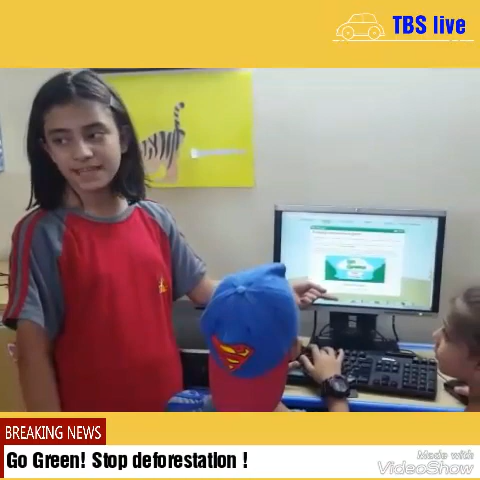 TBS live
BREAKING NEWS
Go Green! Stop deforestation !
Made with
VideoShow